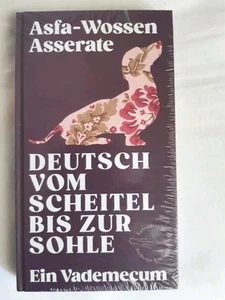 Asfa-Wossen
Asserate
DEUTSCH
VOM
SCHEITEL
BIS ZUR
SOHLE
Ein Vademecum